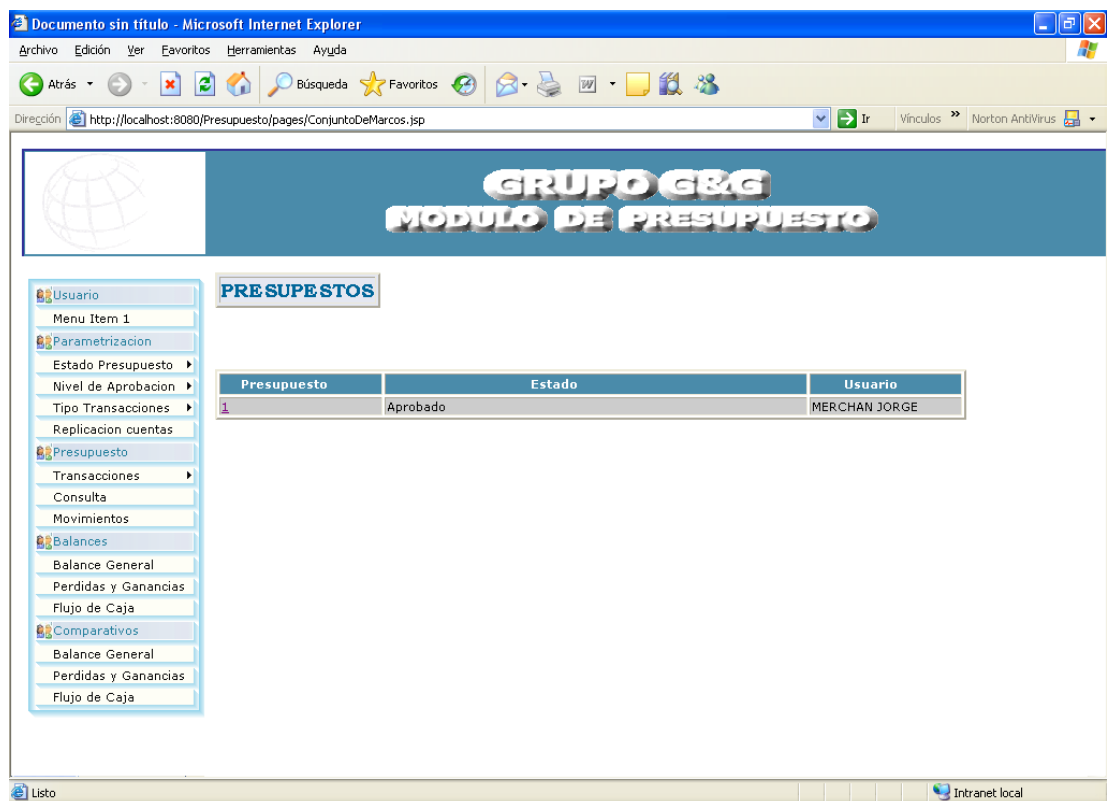 Documento sin título - Microsoft Internet Explorer
Archivo Edición Ver Favoritos Herramientas Ayuda
Atrás Búsqueda Favoritos
Dirección http://localhost:8080/Presupuesto/pages/ConjuntoDeMarcos.jsp Ir Vínculos » Norton AntiVirus
GRUPO G&G
MODULO DE PRESUPUESTO
Usuario
Menu Item 1
Parametrizacion
Estado Presupuesto
Nivel de Aprobacion
Tipo Transacciones
Replicacion cuentas
Presupuesto
Transacciones
Consulta
Movimientos
Balances
Balance General
Perdidas y Ganancias
Flujo de Caja
Comparativos
Balance General
Perdidas y Ganancias
Flujo de Caja
PRESUPESTOS
Presupuesto Estado Usuario
1 Aprobado MERCHAN JORGE
Listo Intranet local